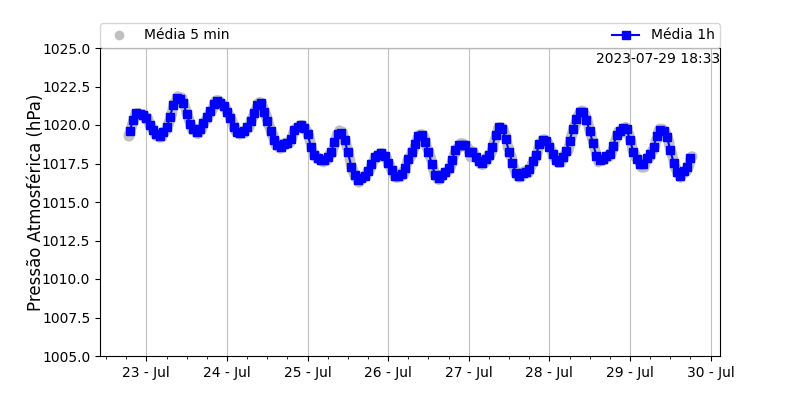 Média 5 min
Média 1h
2023-07-29 18:33
Pressão Atmosférica (hPa)
1025.0
1022.5
1020.0
1017.5
1015.0
1012.5
1010.0
1007.5
1005.0
23 - Jul
24 - Jul
25 - Jul
26 - Jul
27 - Jul
28 - Jul
29 - Jul
30 - Jul